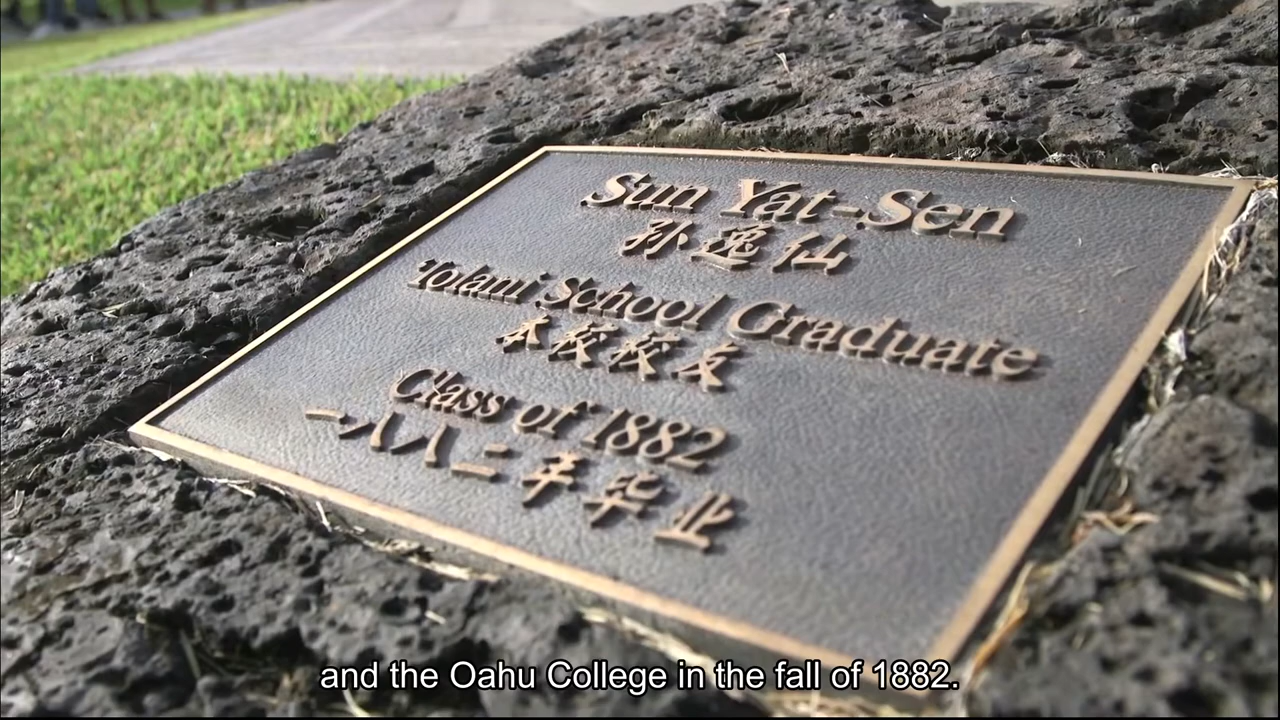 Sun Yat-Sen
孙逸仙
Iolani School Graduate
本校校友
Class of 1882
一八八二年毕业
and the Oahu College in the fall of 1882.